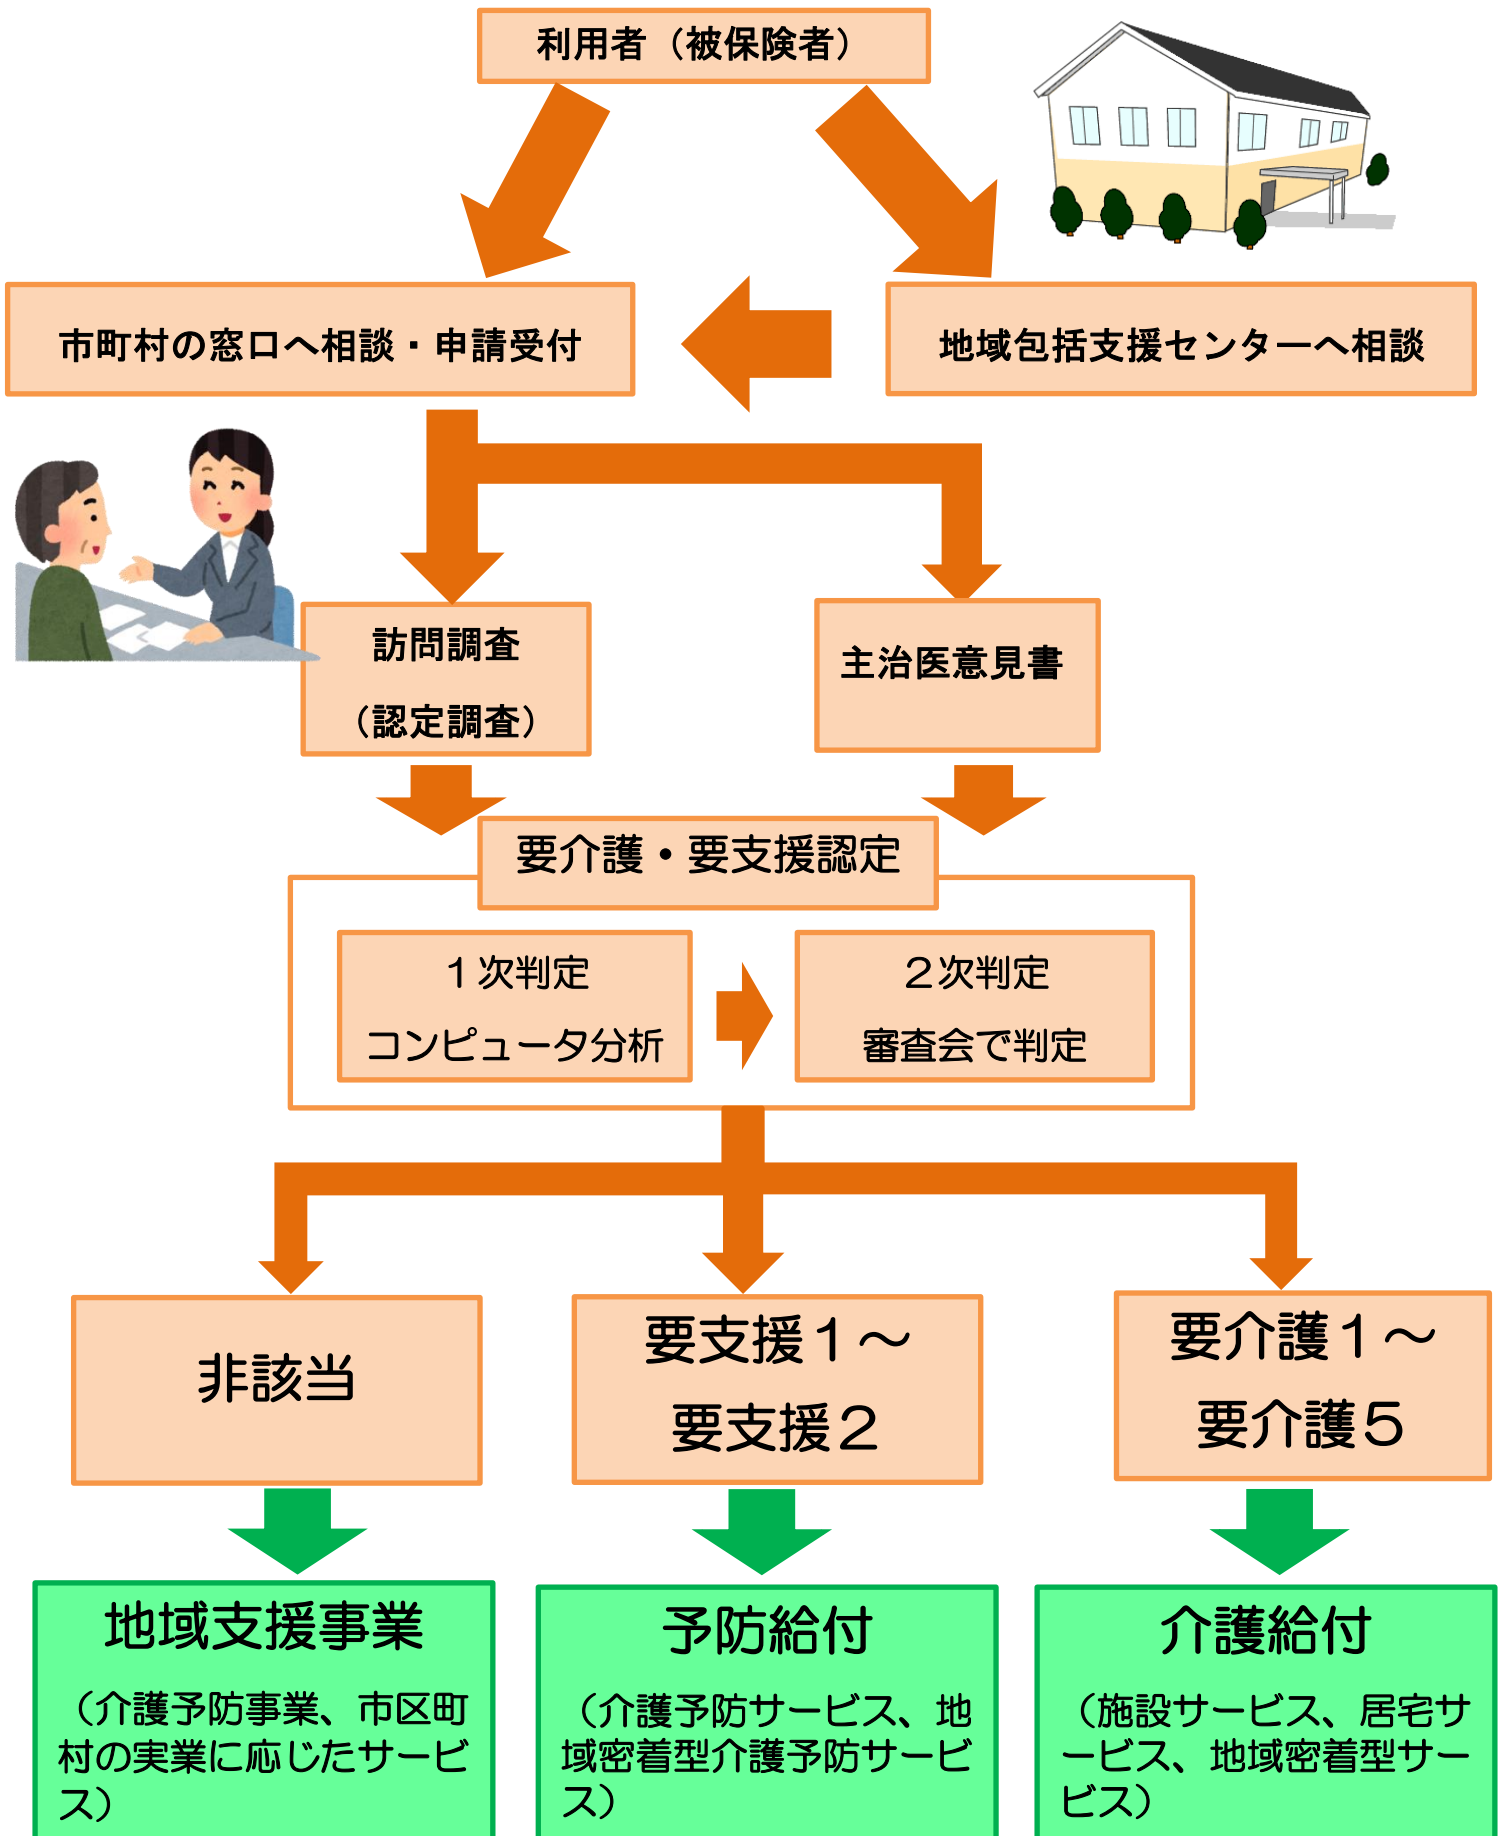 利用者（被保険者）
市町村の窓口へ相談・申請受付
地域包括支援センターへ相談
訪問調査
（認定調査）
主治医意見書
要介護・要支援認定
１次判定
コンピュータ分析
２次判定
審査会で判定
非該当
要支援１～
要支援２
要介護１～
要介護５
地域支援事業
（介護予防事業、市区町
村の実業に応じたサービ
ス）
予防給付
（介護予防サービス、地
域密着型介護予防サービ
ス）
介護給付
（施設サービス、居宅サ
ービス、地域密着型サー
ビス）